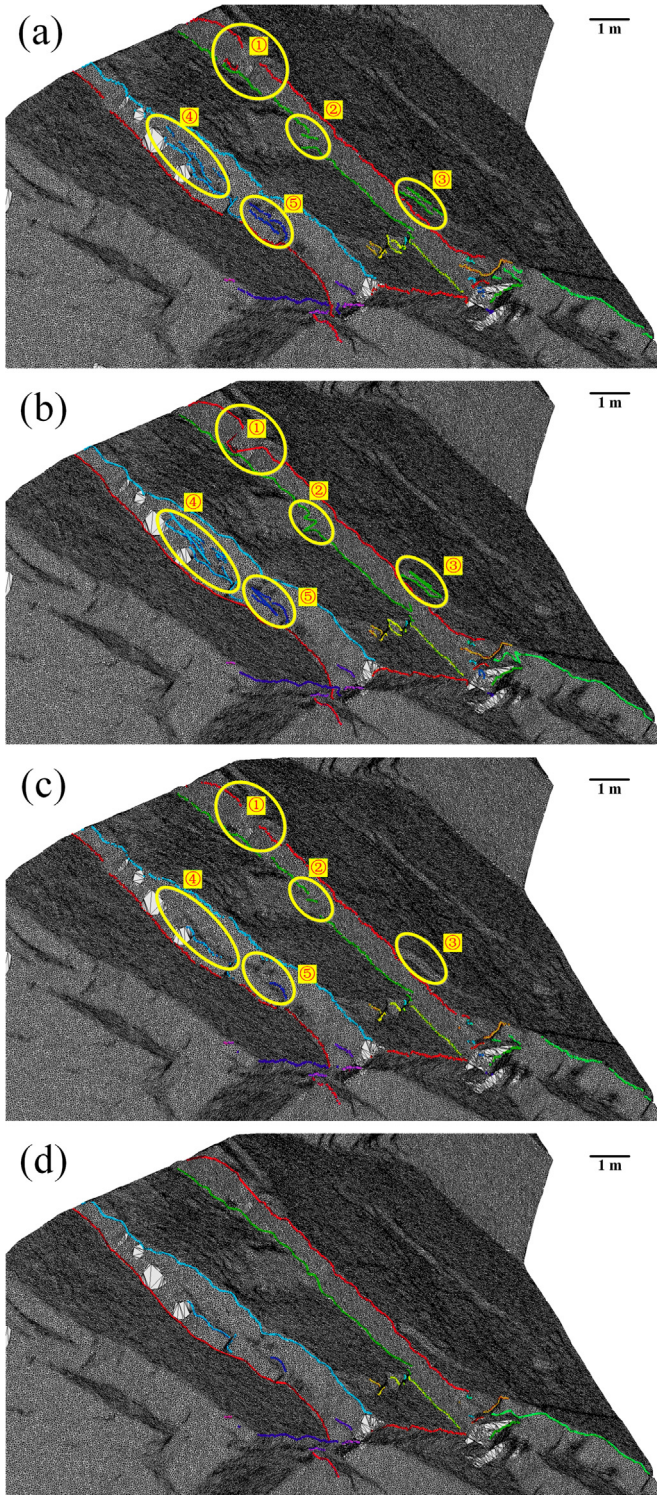 (a)
1 m
①
②
③
④
⑤
(b)
1 m
①
②
③
④
⑤
(c)
1 m
①
②
③
④
⑤
(d)
1 m